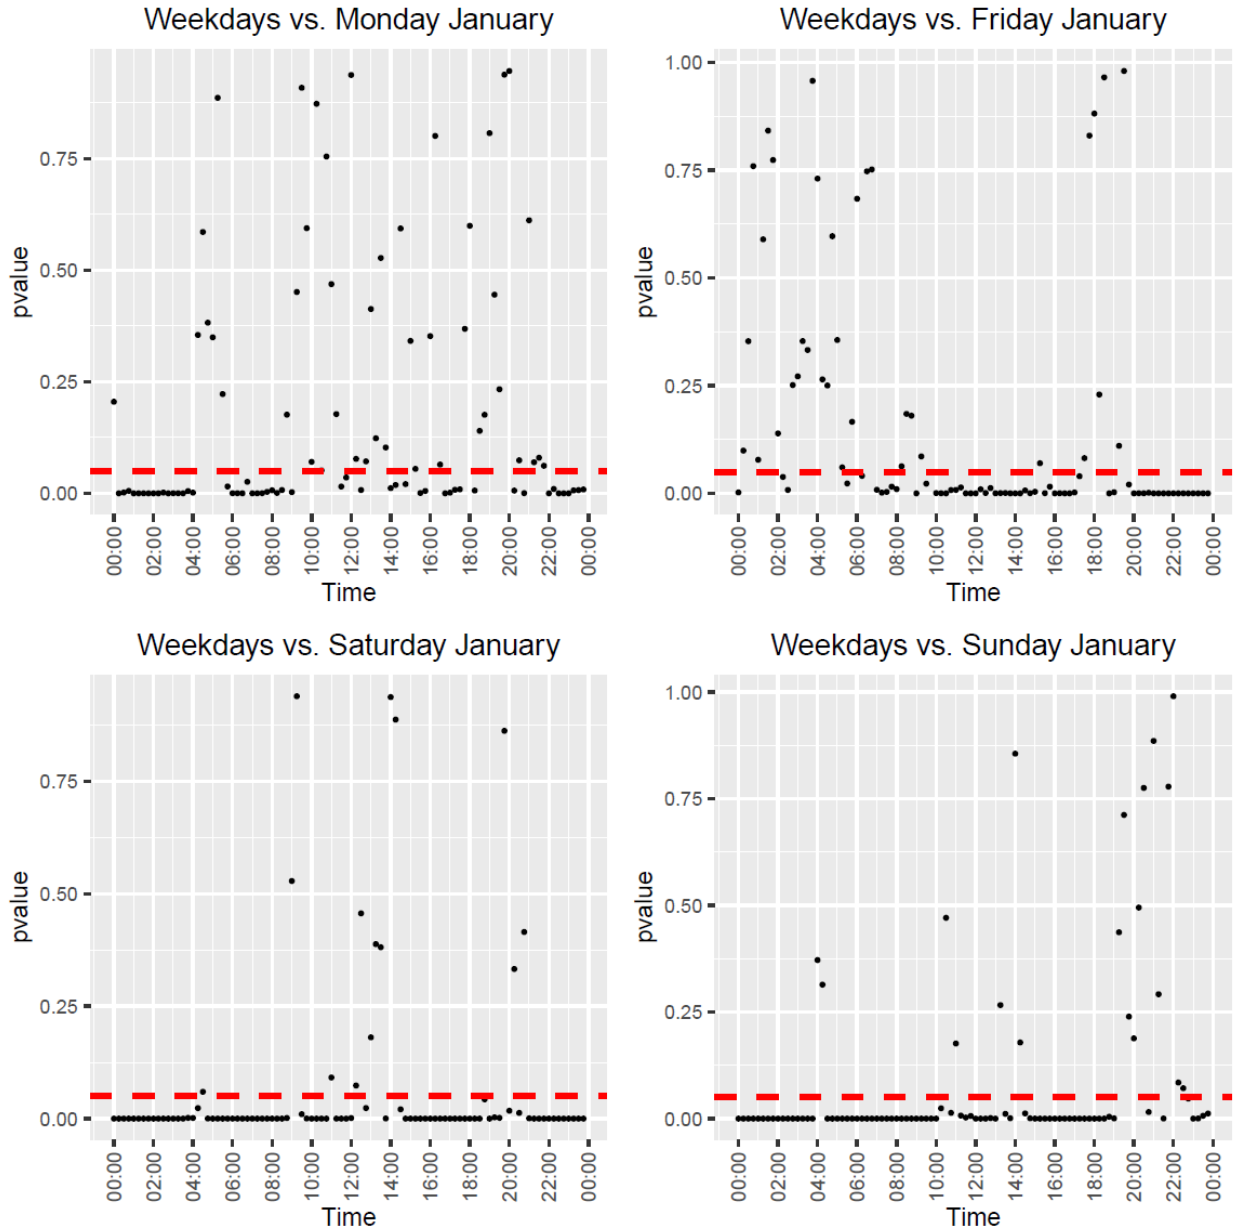 Weekdays vs. Monday January
0.75
0.50
0.25
0.00
pvalue
00:00 02:00 04:00 06:00 08:00 10:00 12:00 14:00 16:00 18:00 20:00 22:00 00:00
Time
Weekdays vs. Friday January
1.00
0.75
0.50
0.25
0.00
pvalue
00:00 02:00 04:00 06:00 08:00 10:00 12:00 14:00 16:00 18:00 20:00 22:00 00:00
Time
Weekdays vs. Saturday January
0.75
0.50
0.25
0.00
pvalue
00:00 02:00 04:00 06:00 08:00 10:00 12:00 14:00 16:00 18:00 20:00 22:00 00:00
Time
Weekdays vs. Sunday January
1.00
0.75
0.50
0.25
0.00
pvalue
00:00 02:00 04:00 06:00 08:00 10:00 12:00 14:00 16:00 18:00 20:00 22:00 00:00
Time